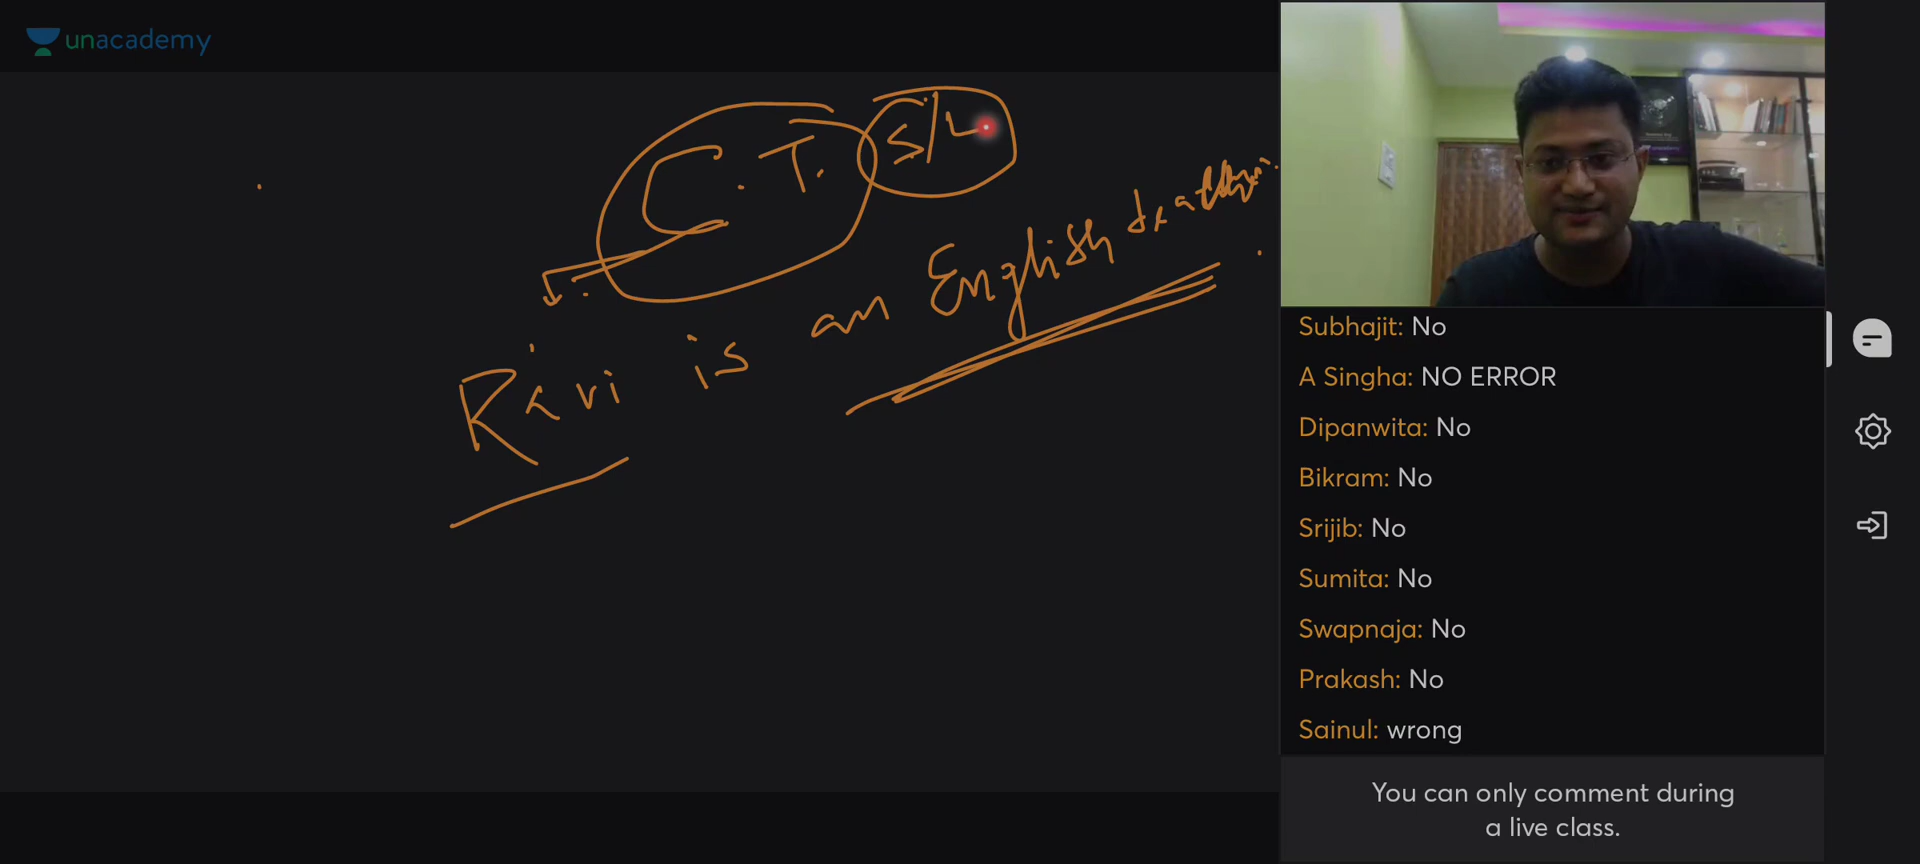 unacademy
C.T. S/L
Ravi is an English
Subhajit: No
A Singha: NO ERROR
Dipanwita: No
Bikram: No
Srijib: No
Sumita: No
Swapnaja: No
Prakash: No
Sainul: wrong
You can only comment during
a live class.